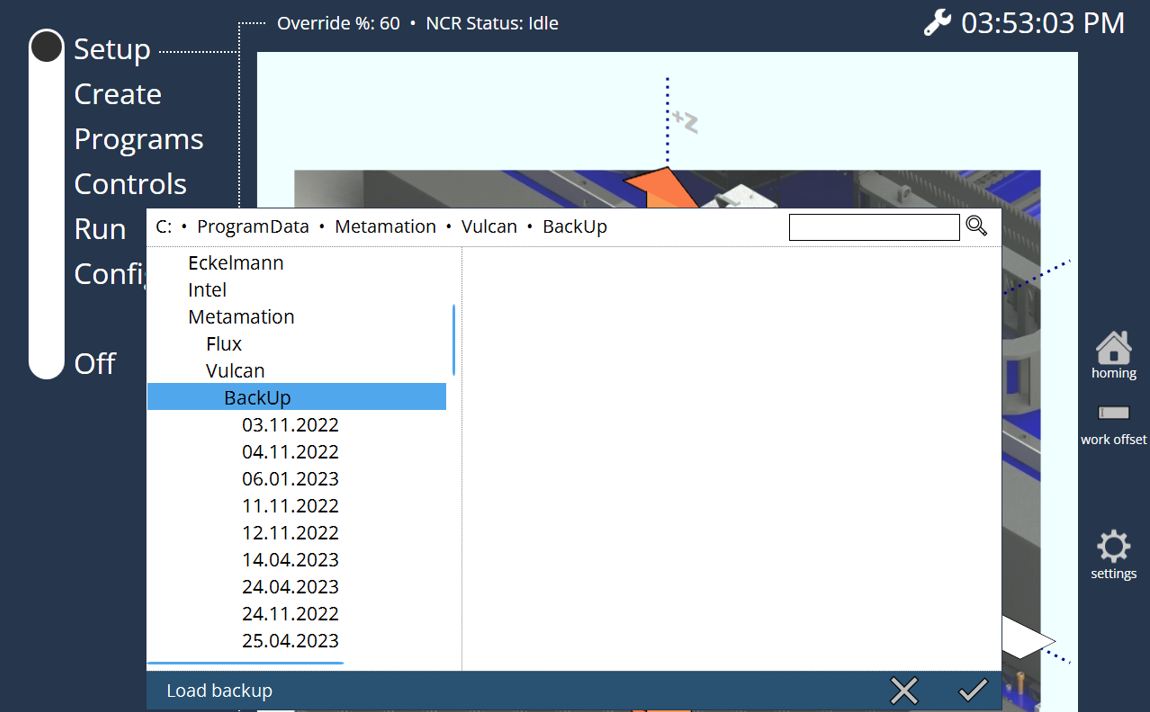 Override %: 60 • NCR Status: Idle
03:53:03 PM
Setup
Create
Programs
Controls
Run
Config
Off
+Z
C: • ProgramData • Metamation • Vulcan • BackUp
Eckelmann
Intel
Metamation
Flux
Vulcan
BackUp
03.11.2022
04.11.2022
06.01.2023
11.11.2022
12.11.2022
14.04.2023
24.04.2023
24.11.2022
25.04.2023
Load backup
homing
work offset
settings